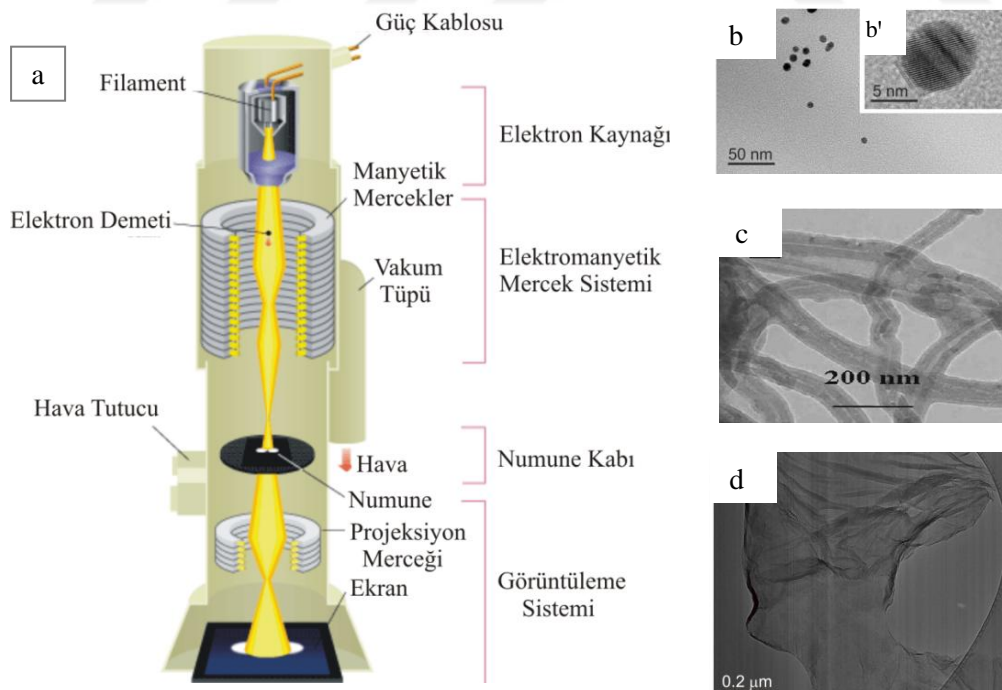 a
Güç Kablosu
Filament
Elektron Kaynağı
Manyetik
Mercekler
Elektron Demeti
Vakum
Tüpü
Elektromanyetik
Mercek Sistemi
Hava Tutucu
Hava
Numune Kabı
Numune
Projeksiyon
Merceği
Ekran
Görüntüleme
Sistemi
b
50 nm
b'
5 nm
c
200 nm
d
0.2 µm